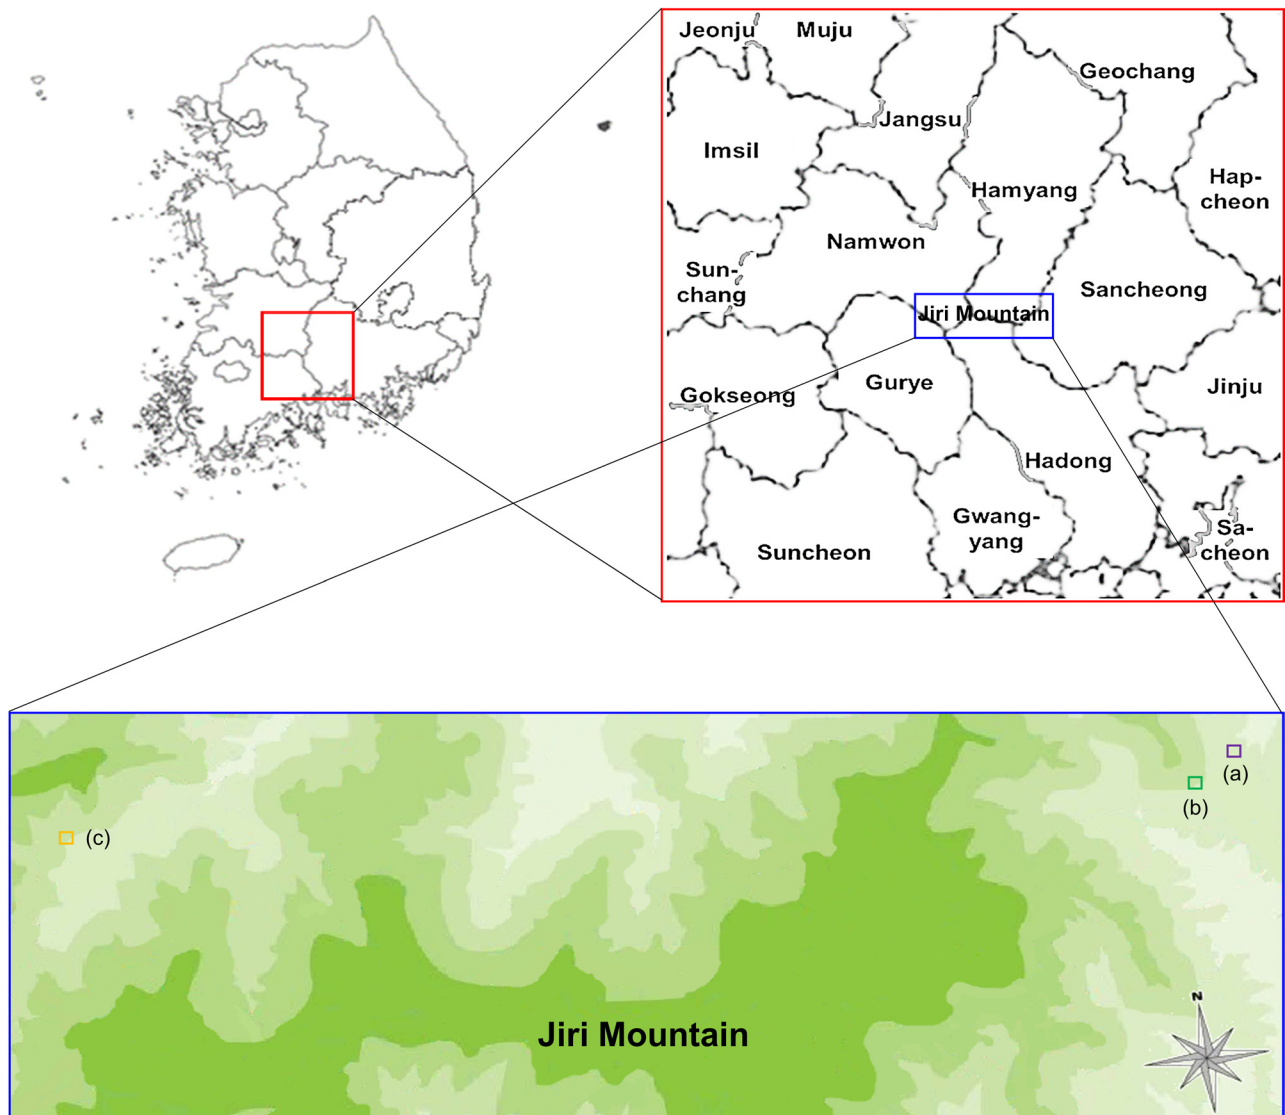 Jeonju
Muju
Geochang
Jangsu
Imsil
Hap-
cheon
Hamyang
Namwon
Sun-
chang
Sancheong
Jiri Mountain
Gurye
Jinju
Gokseong
Hadong
Gwang-
yang
Sa-
cheon
Suncheon
(a)
(b)
(c)
N
Jiri Mountain